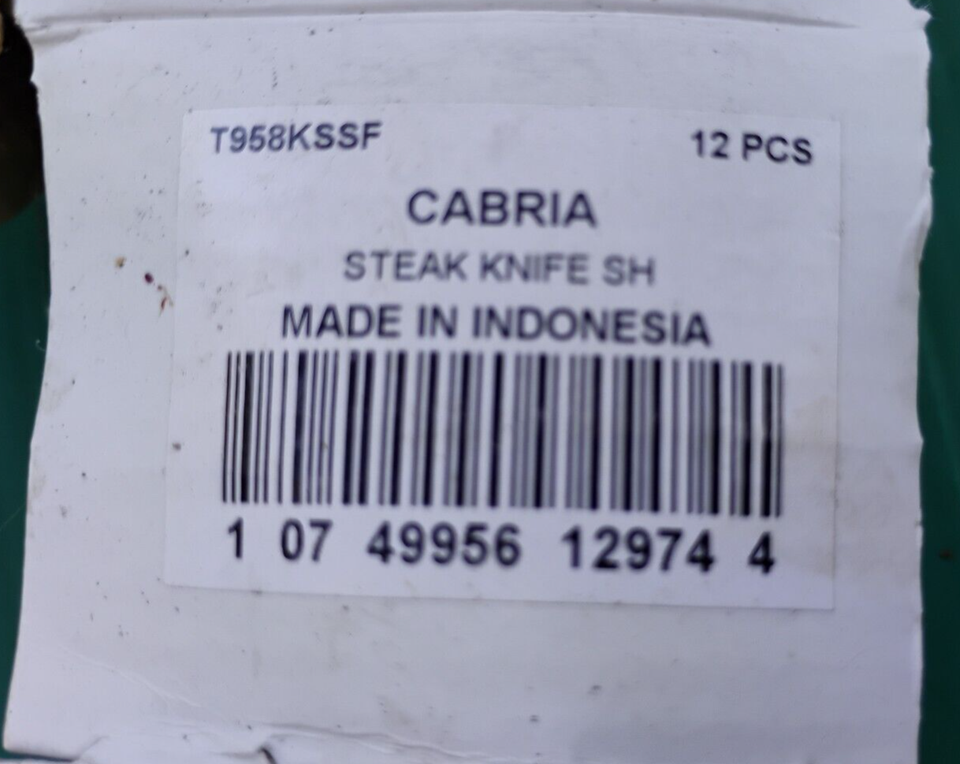 T958KSSF 12 PCS
CABRIA
STEAK KNIFE SH
MADE IN INDONESIA
1 07 49956 12974 4